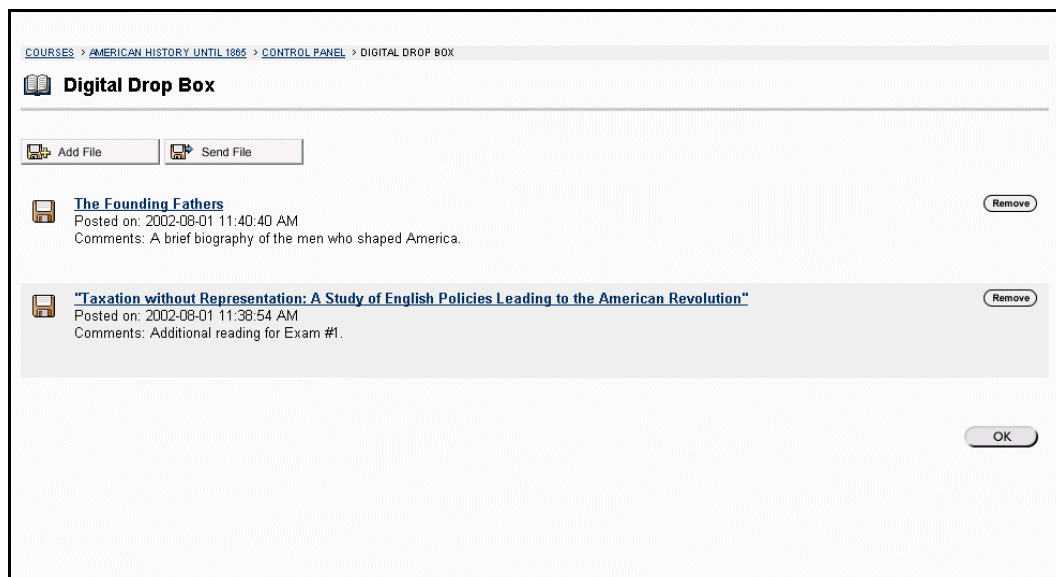 COURSES > AMERICAN HISTORY UNTIL 1865 > CONTROL PANEL > DIGITAL DROP BOX
Digital Drop Box
Add File
Send File
The Founding Fathers
Remove
Posted on: 2002-08-01 11:40:40 AM
Comments: A brief biography of the men who shaped America.
"Taxation without Representation: A Study of English Policies Leading to the American Revolution"
Remove
Posted on: 2002-08-01 11:38:54 AM
Comments: Additional reading for Exam #1.
OK